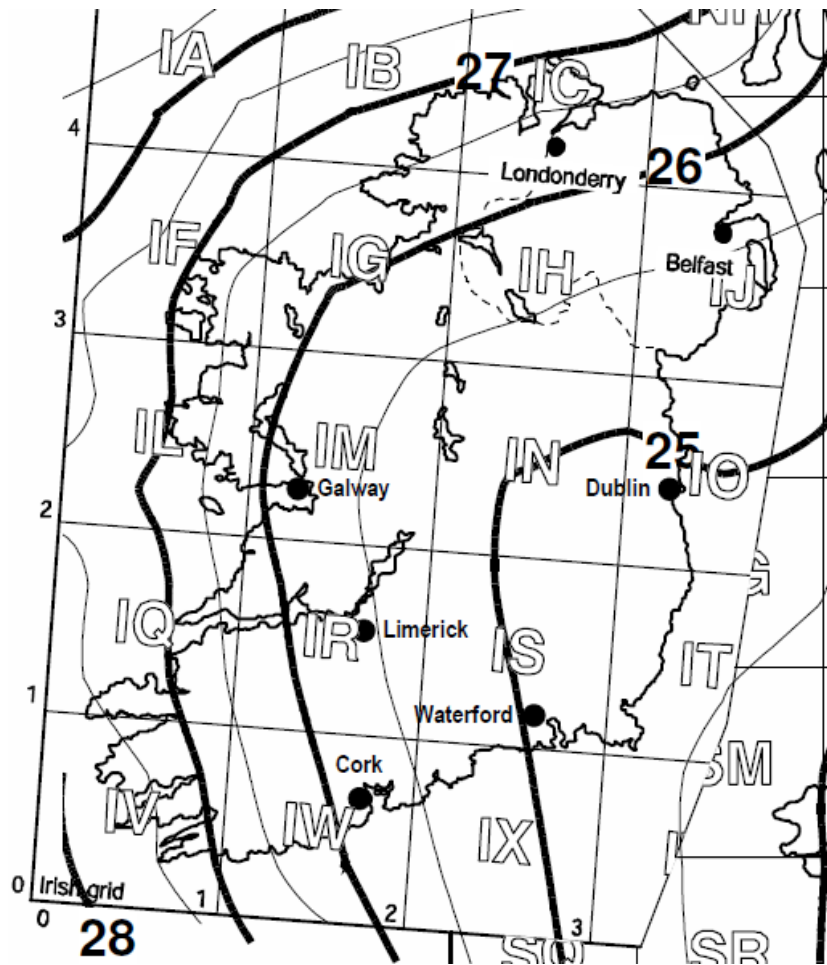 IA
IB
27
IC
4
Londonderry
26
IF
IG
IH
Belfast
IJ
3
IL
IM
IN
25
IO
Galway
Dublin
2
G
IQ
IR
Limerick
IS
IT
1
Waterford
SM
Cork
IV
IW
IX
0
Irish grid
0
1
2
3
28
SQ
SR